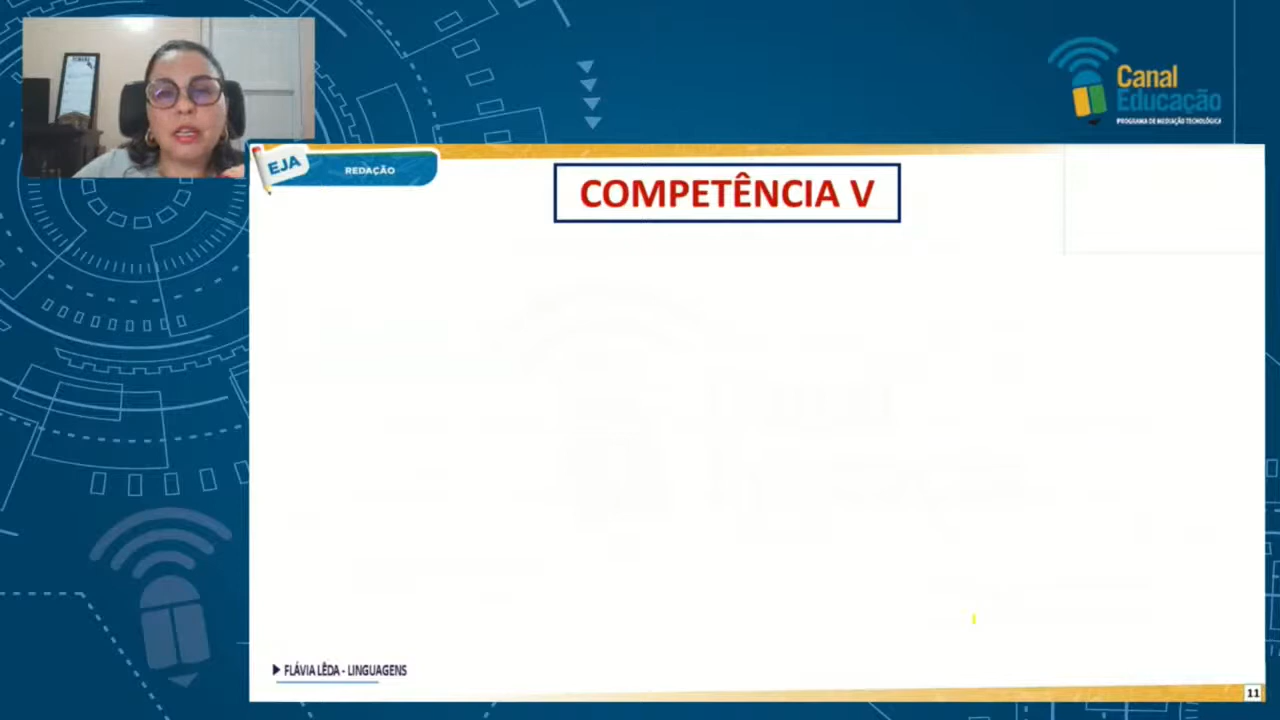 Canal
Educação
PROGRAMA DE MEDIAÇÃO TECNOLÓGICA
EJA
REDAÇÃO
COMPETÊNCIA V
FLÁVIA LÊDA - LINGUAGENS
11